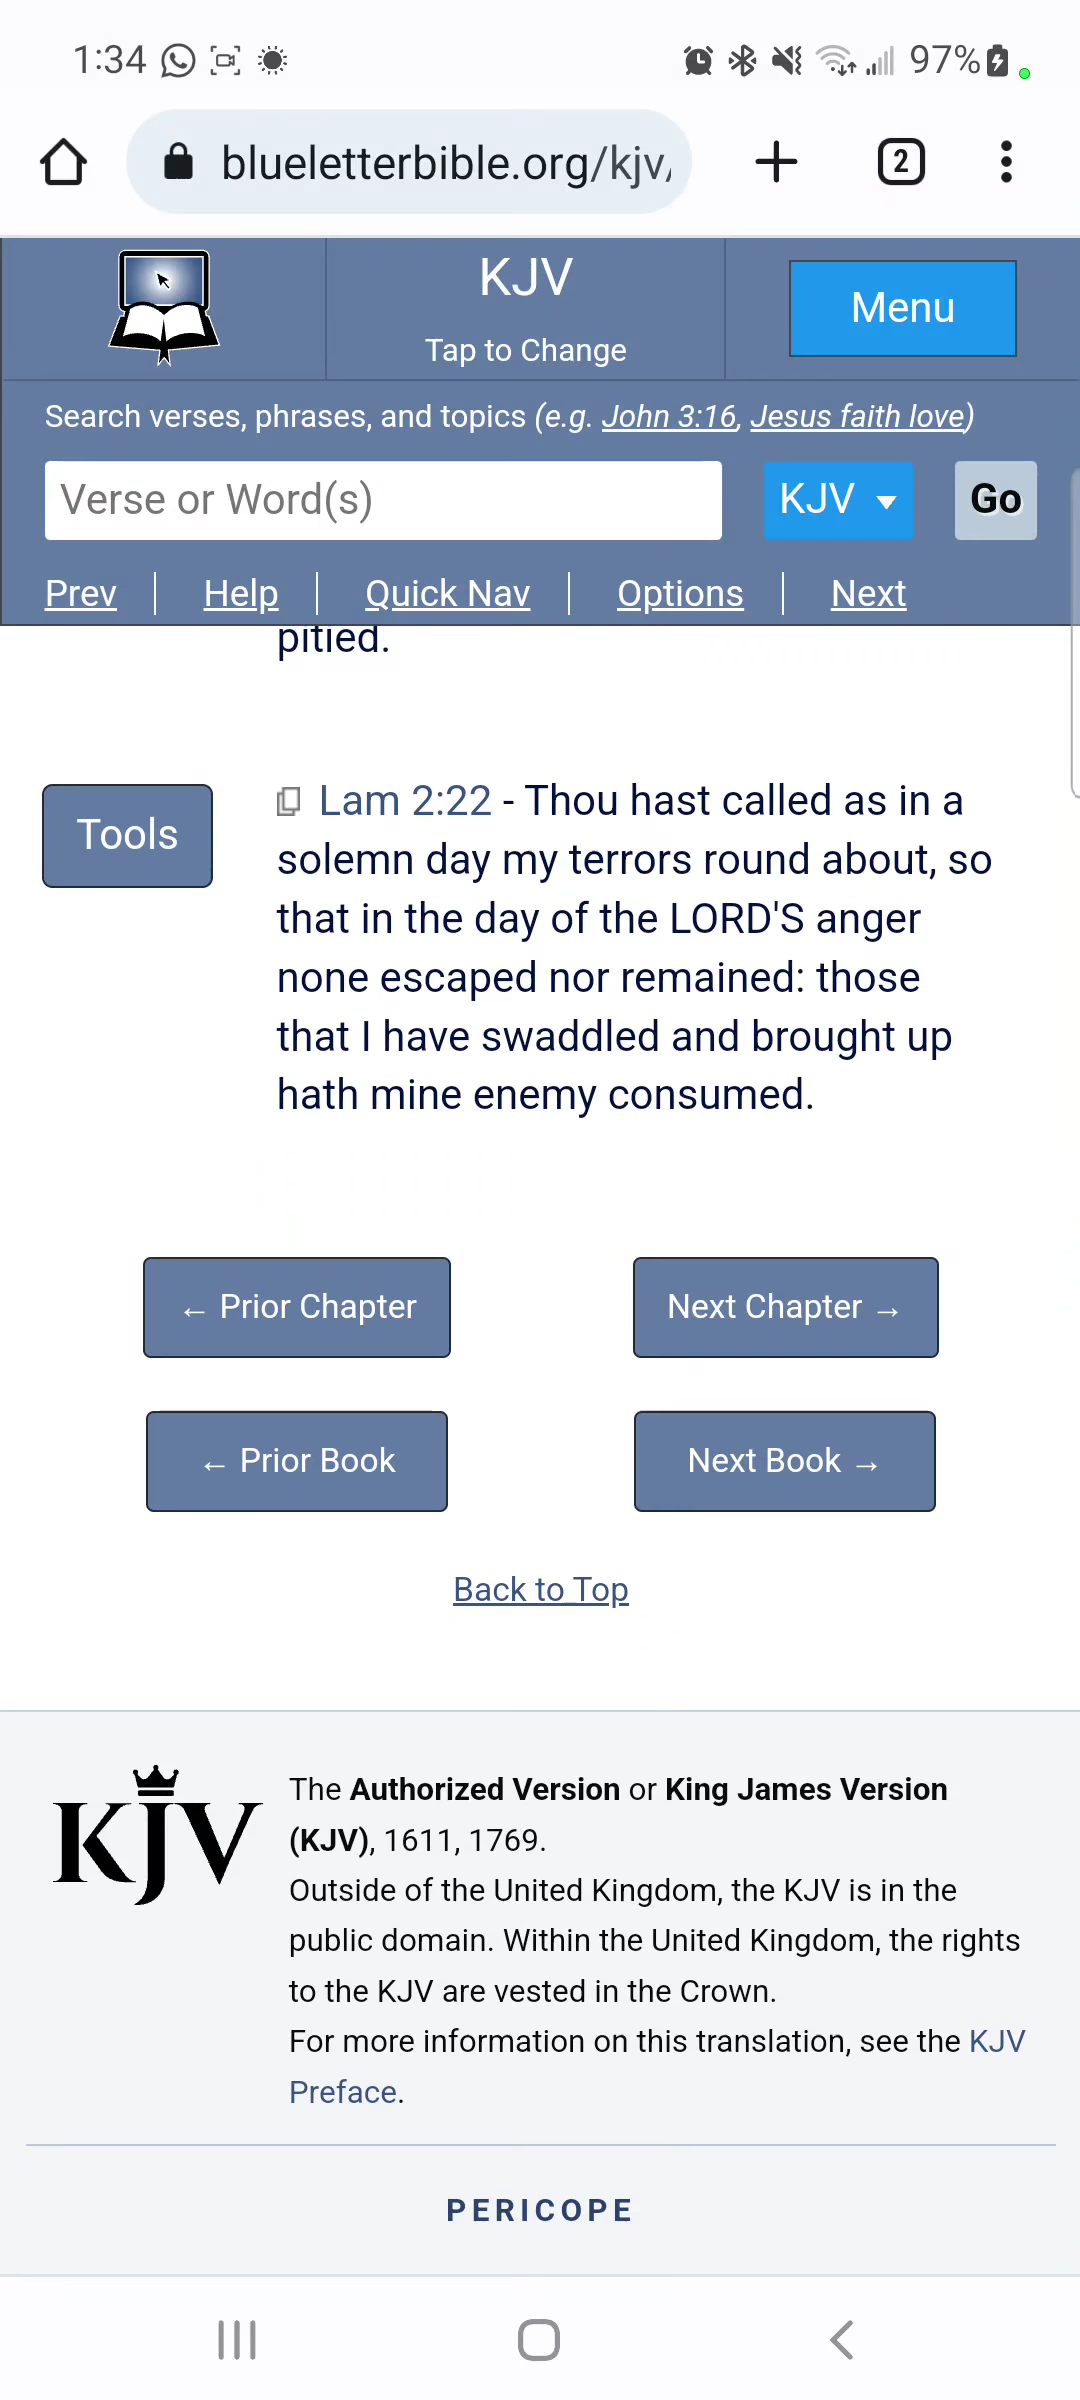 1:34 97%
blueletterbible.org/kjv/
2
KJV
Tap to Change
Menu
Search verses, phrases, and topics (e.g. John 3:16, Jesus faith love)
Verse or Word(s)
KJV
Go
Prev | Help | Quick Nav | Options | Next
pitied.
Tools
Lam 2:22 - Thou hast called as in a
solemn day my terrors round about, so
that in the day of the LORD'S anger
none escaped nor remained: those
that I have swaddled and brought up
hath mine enemy consumed.
← Prior Chapter
Next Chapter →
← Prior Book
Next Book →
Back to Top
KJV
The Authorized Version or King James Version
(KJV), 1611, 1769.
Outside of the United Kingdom, the KJV is in the
public domain. Within the United Kingdom, the rights
to the KJV are vested in the Crown.
For more information on this translation, see the KJV
Preface.
PERICOPE